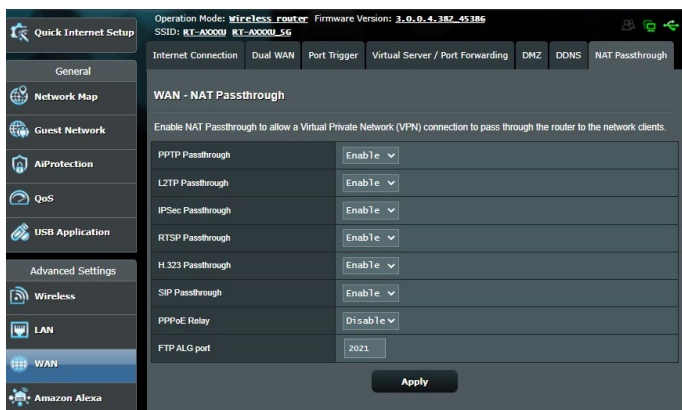 Quick Internet Setup
General
Network Map
Guest Network
AiProtection
QoS
USB Application
Advanced Settings
Wireless
LAN
WAN
Amazon Alexa
Operation Mode: Wireless router Firmware Version: 3.0.0.4.382_45386
SSID: RT-AXXXU RT-AXXXU_5G
Internet Connection Dual WAN Port Trigger Virtual Server / Port Forwarding DMZ DDNS NAT Passthrough
WAN - NAT Passthrough
Enable NAT Passthrough to allow a Virtual Private Network (VPN) connection to pass through the router to the network clients.
PPTP Passthrough Enable
L2TP Passthrough Enable
IPSec Passthrough Enable
RTSP Passthrough Enable
H.323 Passthrough Enable
SIP Passthrough Enable
PPPoE Relay Disable
FTP ALG port 2021
Apply